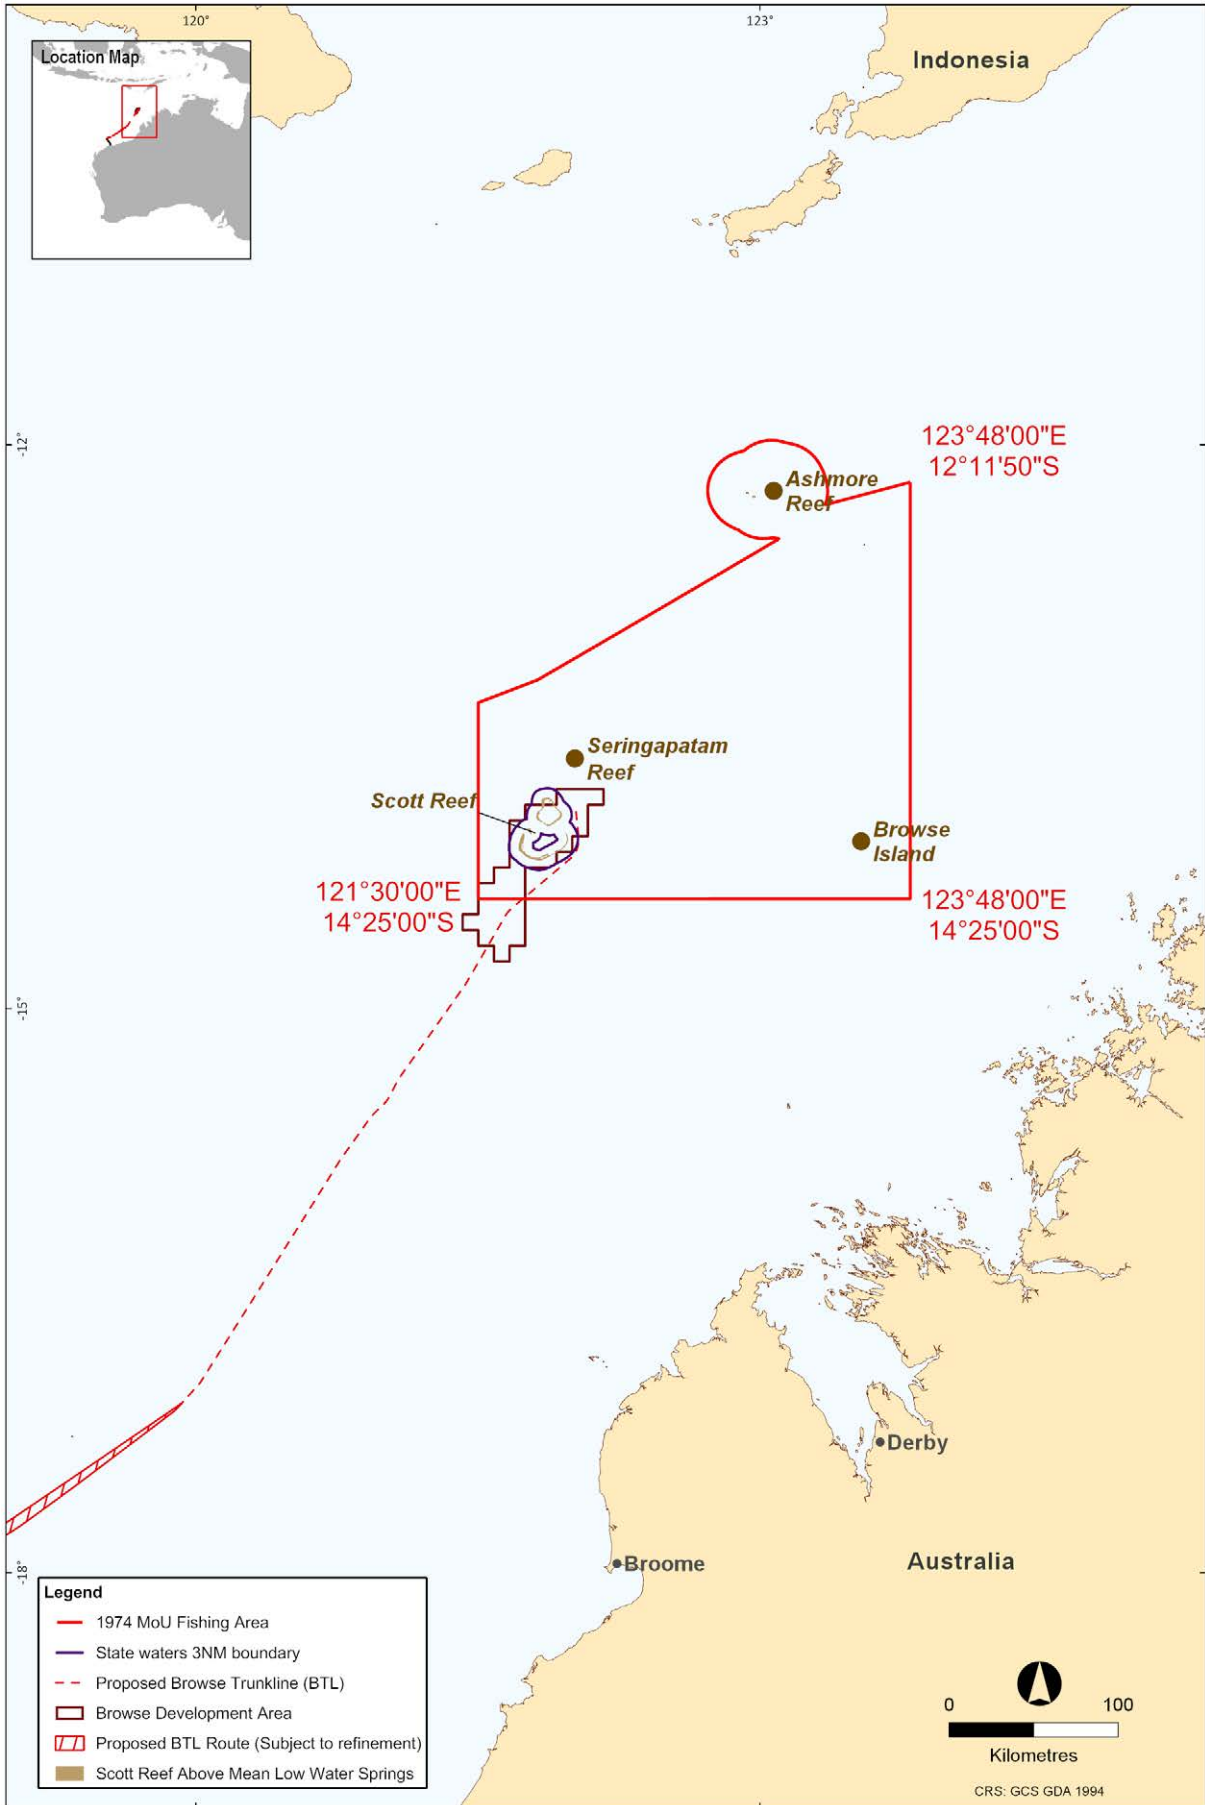 120°
123°
Location Map
Indonesia
-12°
123°48'00"E
12°11'50"S
Ashmore
Reef
Seringapatam
Reef
Scott Reef
Browse
Island
121°30'00"E
14°25'00"S
123°48'00"E
14°25'00"S
-15°
Derby
Broome
Australia
-18°
Legend
1974 MoU Fishing Area
State waters 3NM boundary
Proposed Browse Trunkline (BTL)
Browse Development Area
Proposed BTL Route (Subject to refinement)
Scott Reef Above Mean Low Water Springs
0 100
Kilometres
CRS: GCS GDA 1994